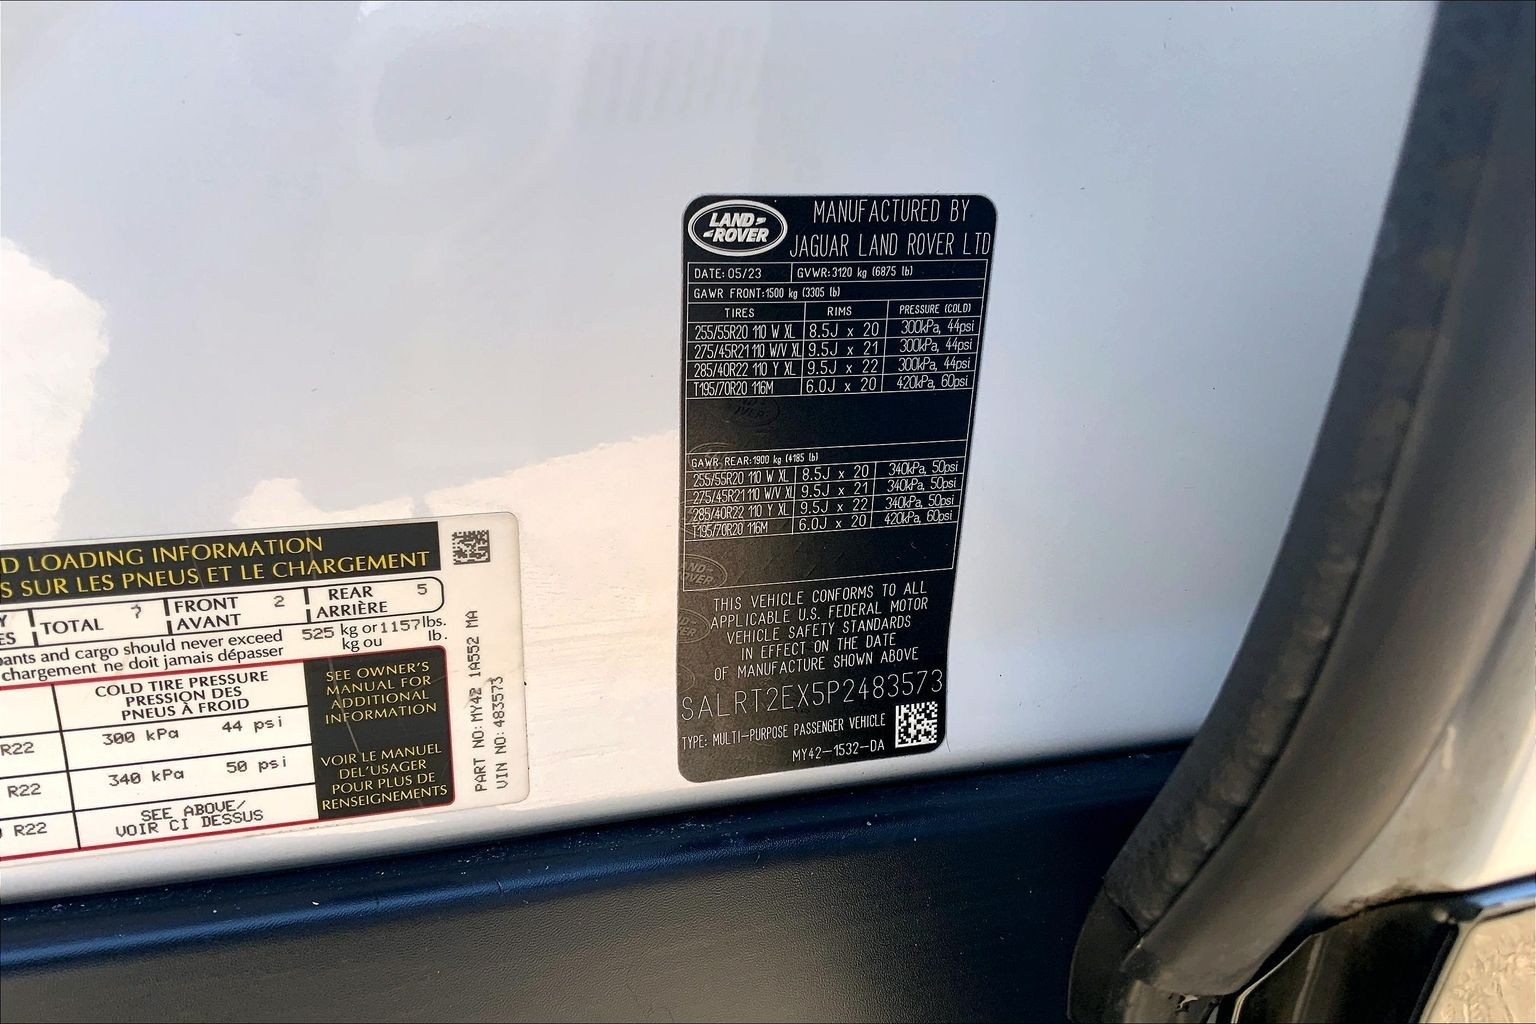 D LOADING INFORMATION
S SUR LES PNEUS ET LE CHARGEMENT
Y TOTAL 7 FRONT 2 REAR 5
ES AVANT ARRIÈRE
pants and cargo should never exceed 525 kg or 1157 lbs.
chargement ne doit jamais dépasser kg ou lb.
COLD TIRE PRESSURE
PRESSION DES
PNEUS À FROID
R22 300 kPa 44 psi
R22 340 kPa 50 psi
R22 SEE ABOVE/
VOIR CI DESSUS
SEE OWNER'S
MANUAL FOR
ADDITIONAL
INFORMATION
VOIR LE MANUEL
DEL'USAGER
POUR PLUS DE
RENSEIGNEMENTS
PART NO: MY42 1A552 MA
VIN NO: 483573
LAND-
-ROVER
MANUFACTURED BY
JAGUAR LAND ROVER LTD
DATE: 05/23 GVWR:3120 kg (6875 lb)
GAWR FRONT:1500 kg (3305 lb)
TIRES RIMS PRESSURE (COLD)
255/55R20 110 W XL 8.5J x 20 300kPa, 44psi
275/45R21 110 W/V XL 9.5J x 21 300kPa, 44psi
285/40R22 110 Y XL 9.5J x 22 300kPa, 44psi
T195/70R20 116M 6.0J x 20 420kPa, 60psi
GAWR REAR:1900 kg (4185 lb)
255/55R20 110 W XL 8.5J x 20 340kPa, 50psi
275/45R21 110 W/V XL 9.5J x 21 340kPa, 50psi
285/40R22 110 Y XL 9.5J x 22 340kPa, 50psi
T195/70R20 116M 6.0J x 20 420kPa, 60psi
THIS VEHICLE CONFORMS TO ALL
APPLICABLE U.S. FEDERAL MOTOR
VEHICLE SAFETY STANDARDS
IN EFFECT ON THE DATE
OF MANUFACTURE SHOWN ABOVE
SALRT2EX5P2483573
TYPE: MULTI-PURPOSE PASSENGER VEHICLE
MY42-1532-DA